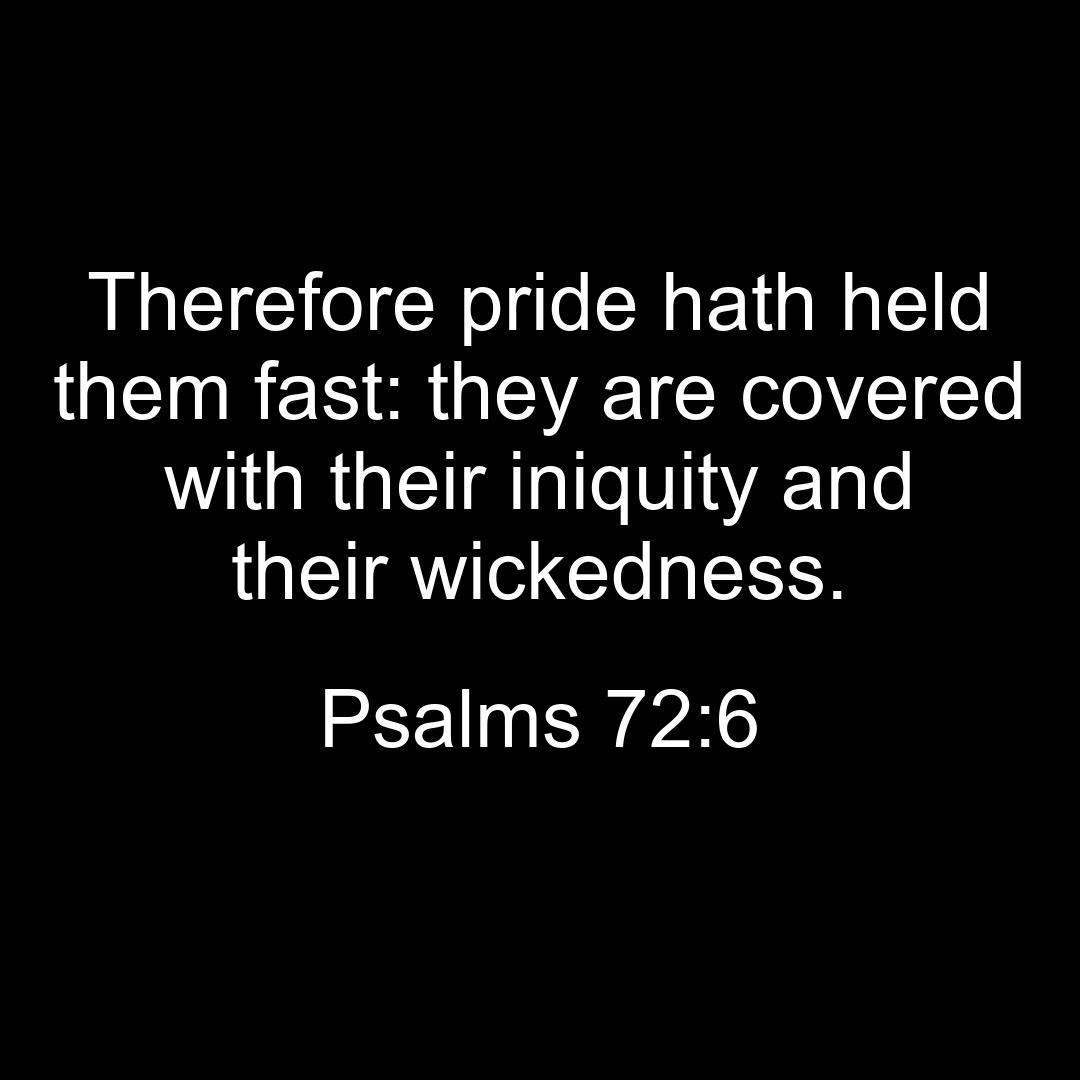 Therefore pride hath held
them fast: they are covered
with their iniquity and
their wickedness.
Psalms 72:6